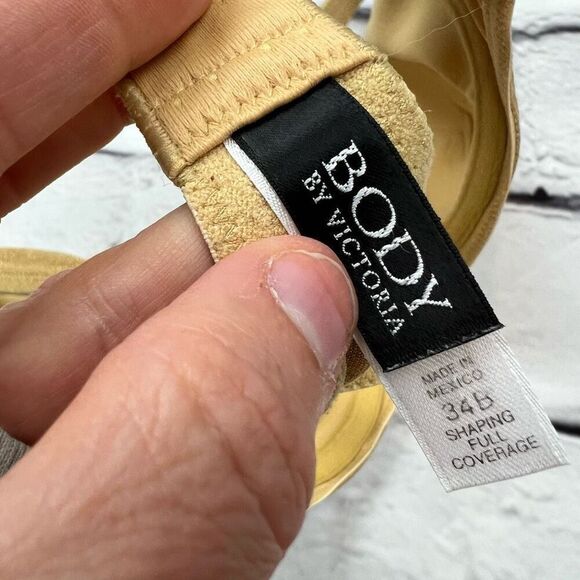 BODY
BY VICTORIA
MADE IN
MEXICO
34b
SHAPING
FULL
COVERAGE